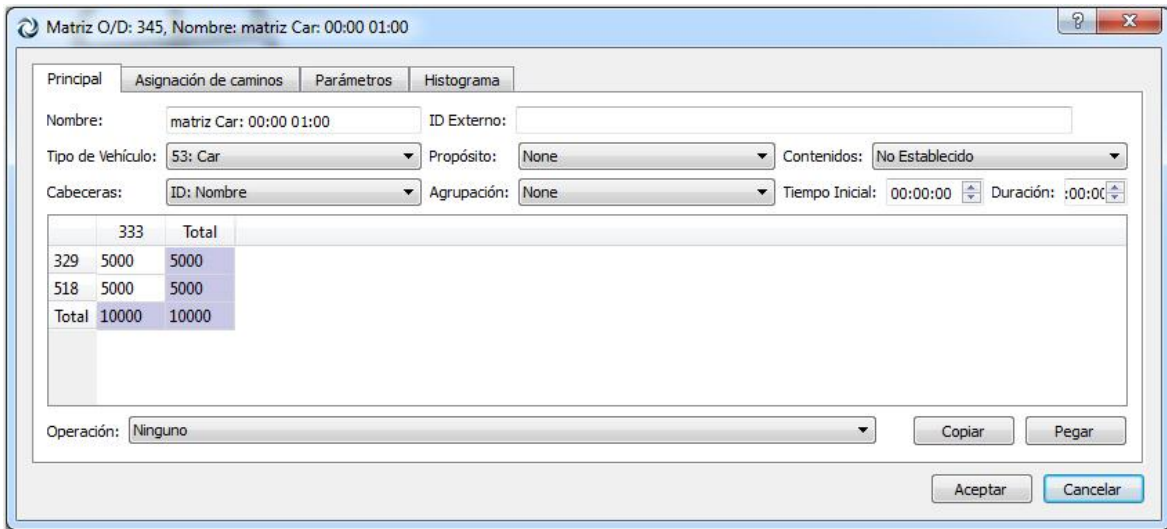 Matriz O/D: 345, Nombre: matriz Car: 00:00 01:00
Principal Asignación de caminos Parámetros Histograma
Nombre: matriz Car: 00:00 01:00 ID Externo:
Tipo de Vehículo: 53: Car Propósito: None Contenidos: No Establecido
Cabeceras: ID: Nombre Agrupación: None Tiempo Inicial: 00:00:00 Duración: :00:00
333 Total
329 5000 5000
518 5000 5000
Total 10000 10000
Operación: Ninguno Copiar Pegar
Aceptar Cancelar